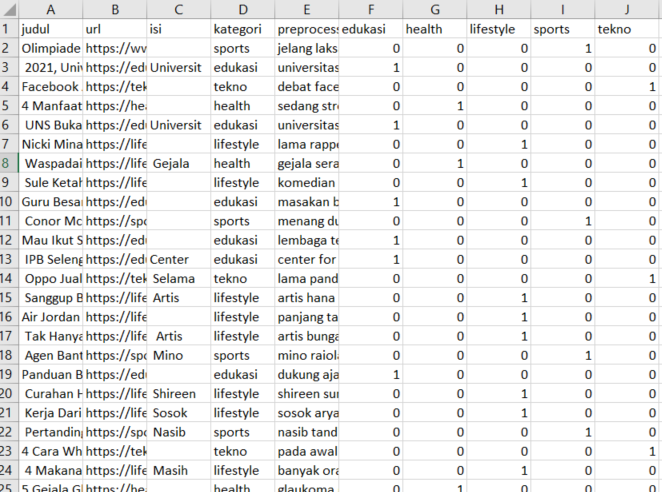 A B C D E F G H I J
1 judul url isi kategori preprocess edukasi health lifestyle sports tekno
2 Olimpiade https://ww sports jelang laks 0 0 0 1 0
3 2021, Univ https://edu Universit edukasi universitas 1 0 0 0 0
4 Facebook https://tek tekno debat face 0 0 0 0 1
5 4 Manfaat https://hea health sedang stre 0 1 0 0 0
6 UNS Buka https://edu Universit edukasi universitas 1 0 0 0 0
7 Nicki Mina https://life lifestyle lama rappe 0 0 1 0 0
8 Waspadai https://life Gejala health gejala sera 0 1 0 0 0
9 Sule Ketah https://life lifestyle komedian 0 0 1 0 0
10 Guru Besa https://edu edukasi masakan b 1 0 0 0 0
11 Conor Mc https://spo sports menang du 0 0 0 1 0
12 Mau Ikut S https://edu edukasi lembaga te 1 0 0 0 0
13 IPB Seleng https://edu Center edukasi center for 1 0 0 0 0
14 Oppo Jual https://tek Selama tekno lama pand 0 0 0 0 1
15 Sanggup B https://life Artis lifestyle artis hana 0 0 1 0 0
16 Air Jordan https://life lifestyle panjang ta 0 0 1 0 0
17 Tak Hanya https://life Artis lifestyle artis bunga 0 0 1 0 0
18 Agen Bant https://spo Mino sports mino raiola 0 0 0 1 0
19 Panduan B https://edu edukasi dukung aja 1 0 0 0 0
20 Curahan H https://life Shireen lifestyle shireen sun 0 0 1 0 0
21 Kerja Dari https://life Sosok lifestyle sosok arya 0 0 1 0 0
22 Pertanding https://spo Nasib sports nasib tand 0 0 0 1 0
23 4 Cara Wh https://tek tekno pada awal 0 0 0 0 1
24 4 Makana https://life Masih lifestyle banyak ora 0 0 1 0 0
25 5 Gejala G https://hea health glaukoma 0 1 0 0 0